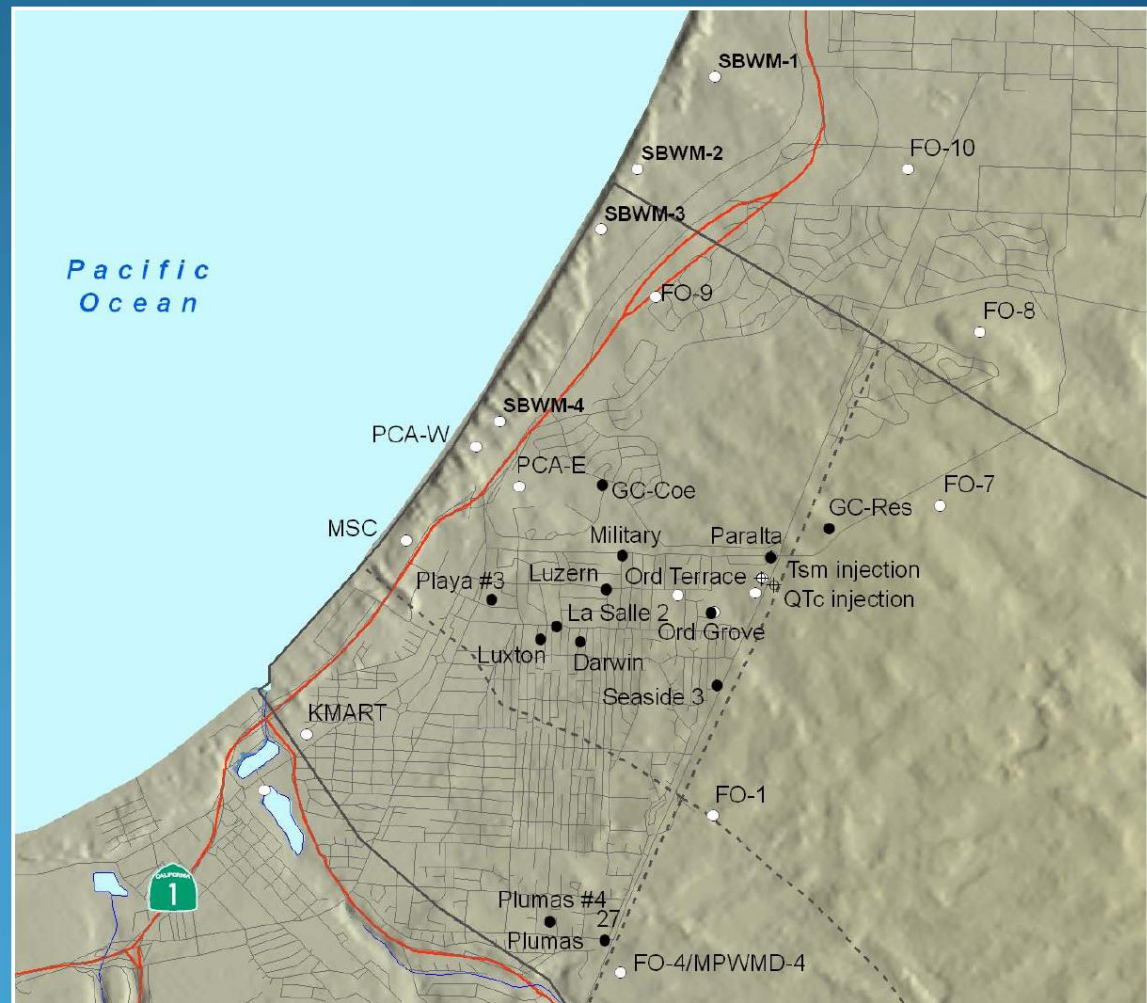 SBWM-1
SBWM-2
FO-10
SBWM-3
Pacific
Ocean
FO-9
FO-8
SBWM-4
PCA-W
PCA-E
GC-Coe
FO-7
GC-Res
MSC
Military
Paralta
Luzern
Ord Terrace
Tsm injection
Playa #3
QTc injection
La Salle 2
Ord Grove
Luxton
Darwin
Seaside 3
KMART
FO-1
CALIFORNIA
1
Plumas #4
27
Plumas
FO-4/MPWMD-4